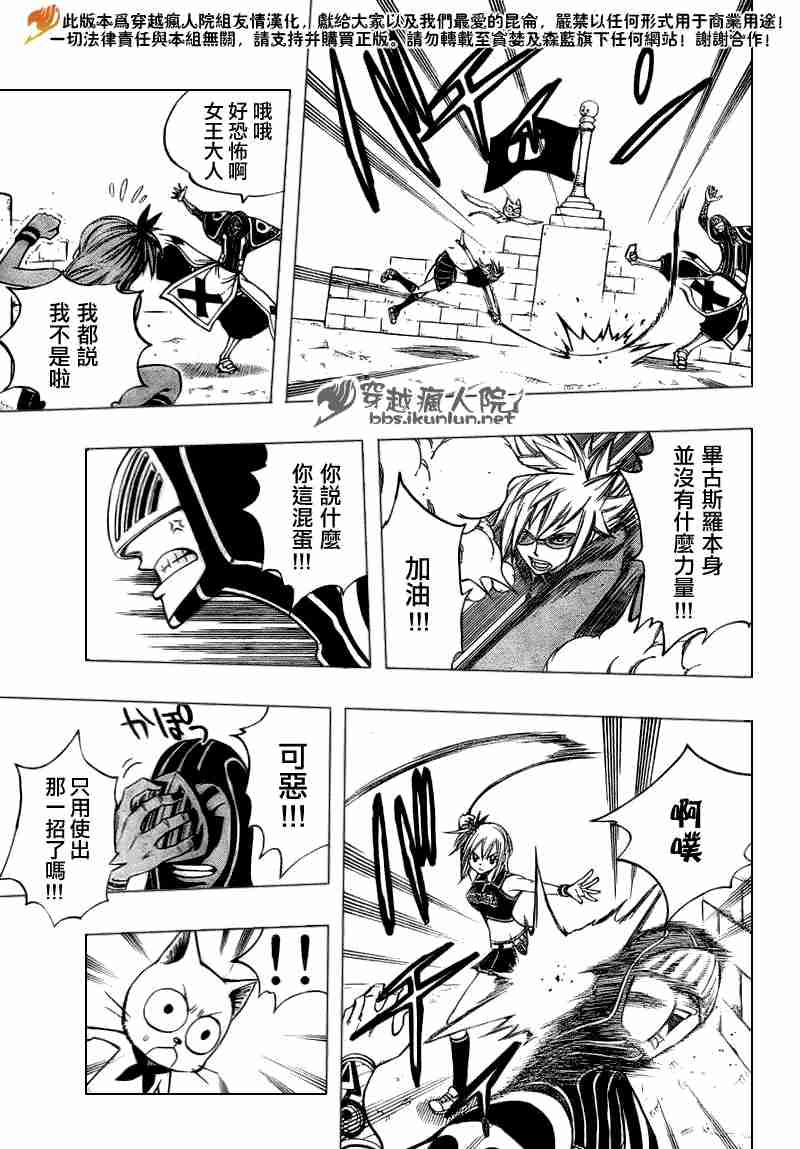 此版本爲穿越瘋人院組友情漢化，獻給大家以及我們最愛的昆侖，嚴禁以任何形式用于商業用途！
一切法律責任與本組無關，請支持并購買正版。請勿轉載至貪婪及森藍旗下任何網站！謝謝合作！
哦哦
好恐怖啊
女王大人
我都説
我不是啦
穿越瘋人院
bbs.ikunlun.net
畢古斯羅本身
並沒有什麼力量!!!
加油!!!
你説什麼
你這混蛋!!!
啊
噗
かぽっ
可惡!!!
只用使出
那一招了嗎!!!
!!